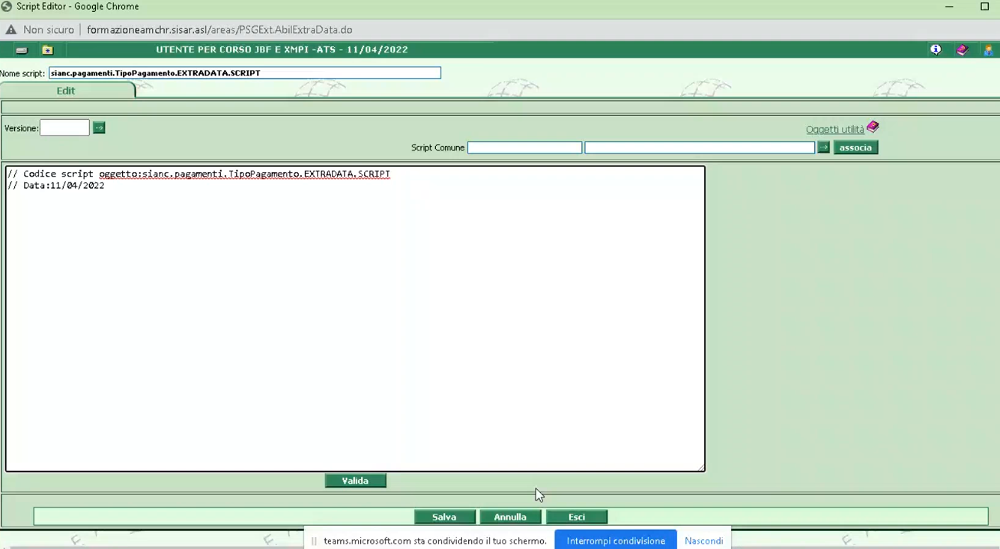 Script Editor - Google Chrome
Non sicuro | formazioneamchr.sisar.asl/areas/PSGExt.AbilExtraData.do
UTENTE PER CORSO JBF E XMPI -ATS - 11/04/2022
Nome script: sianc.pagamenti.TipoPagamento.EXTRADATA.SCRIPT
Edit
Versione:
Oggetti utilità
Script Comune
associa
// Codice script oggetto:sianc.pagamenti.TipoPagamento.EXTRADATA.SCRIPT
// Data:11/04/2022
Valida
Salva Annulla Esci
teams.microsoft.com sta condividendo il tuo schermo. Interrompi condivisione Nascondi